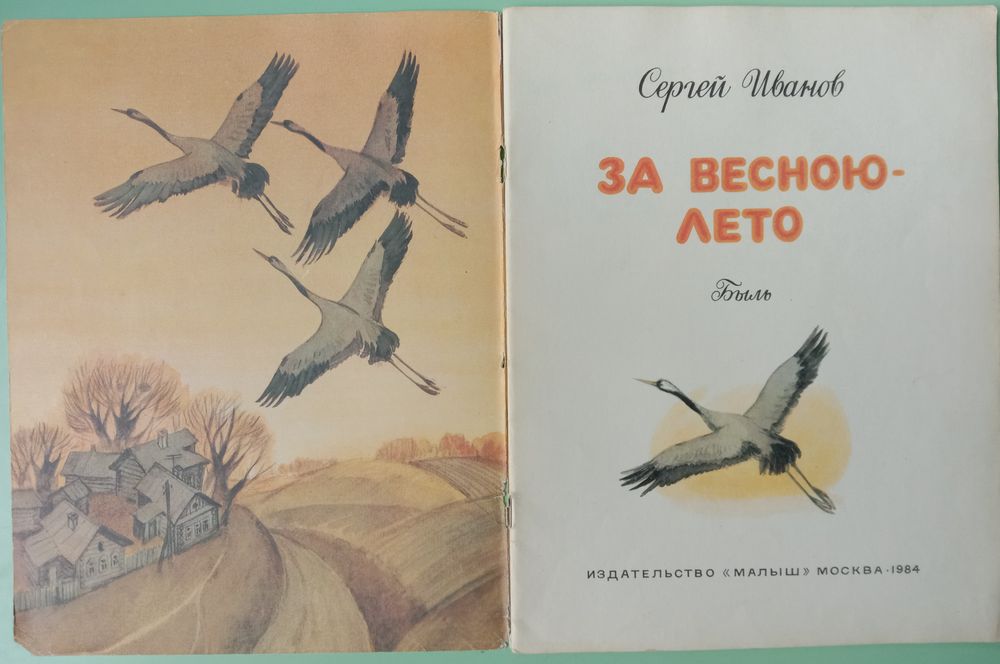 Сергей Иванов
ЗА ВЕСНОЮ-
ЛЕТО
Быль
ИЗДАТЕЛЬСТВО «МАЛЫШ» МОСКВА·1984